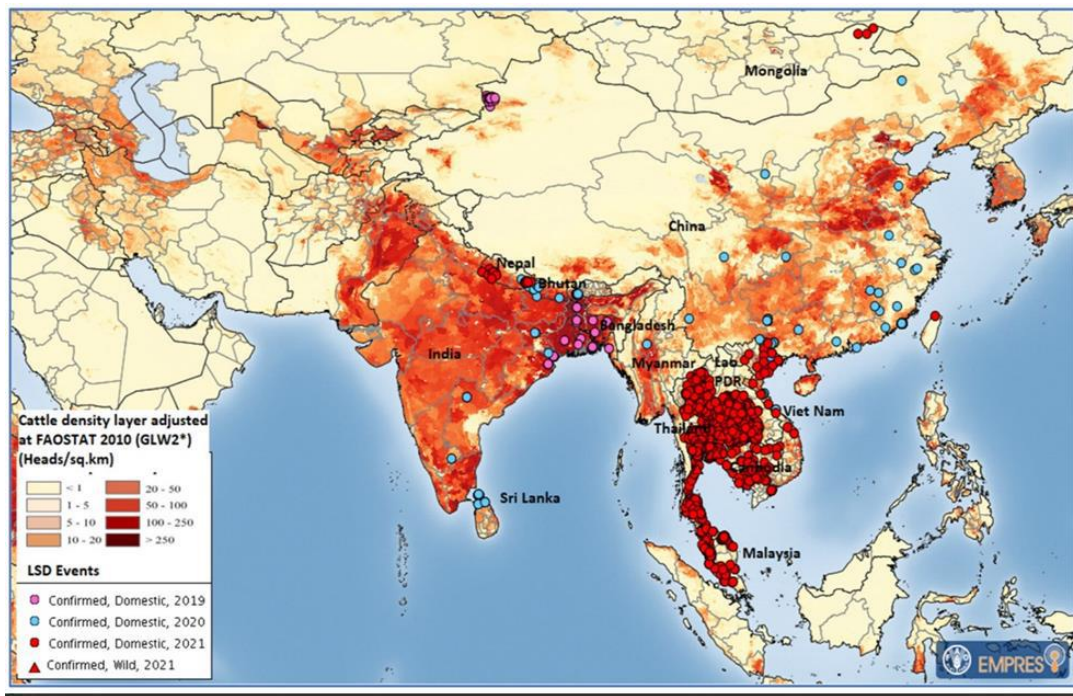 Mongolia
China
Nepal
Bhutan
Bangladesh
India
Myanmar
Lao
PDR
Viet Nam
Thailand
Cambodia
Sri Lanka
Malaysia
Cattle density layer adjusted
at FAOSTAT 2010 (GLW2*)
(Heads/sq.km)
< 1 20 - 50
1 - 5 50 - 100
5 - 10 100 - 250
10 - 20 > 250
LSD Events
Confirmed, Domestic, 2019
Confirmed, Domestic, 2020
Confirmed, Domestic, 2021
Confirmed, Wild, 2021
EMPRES